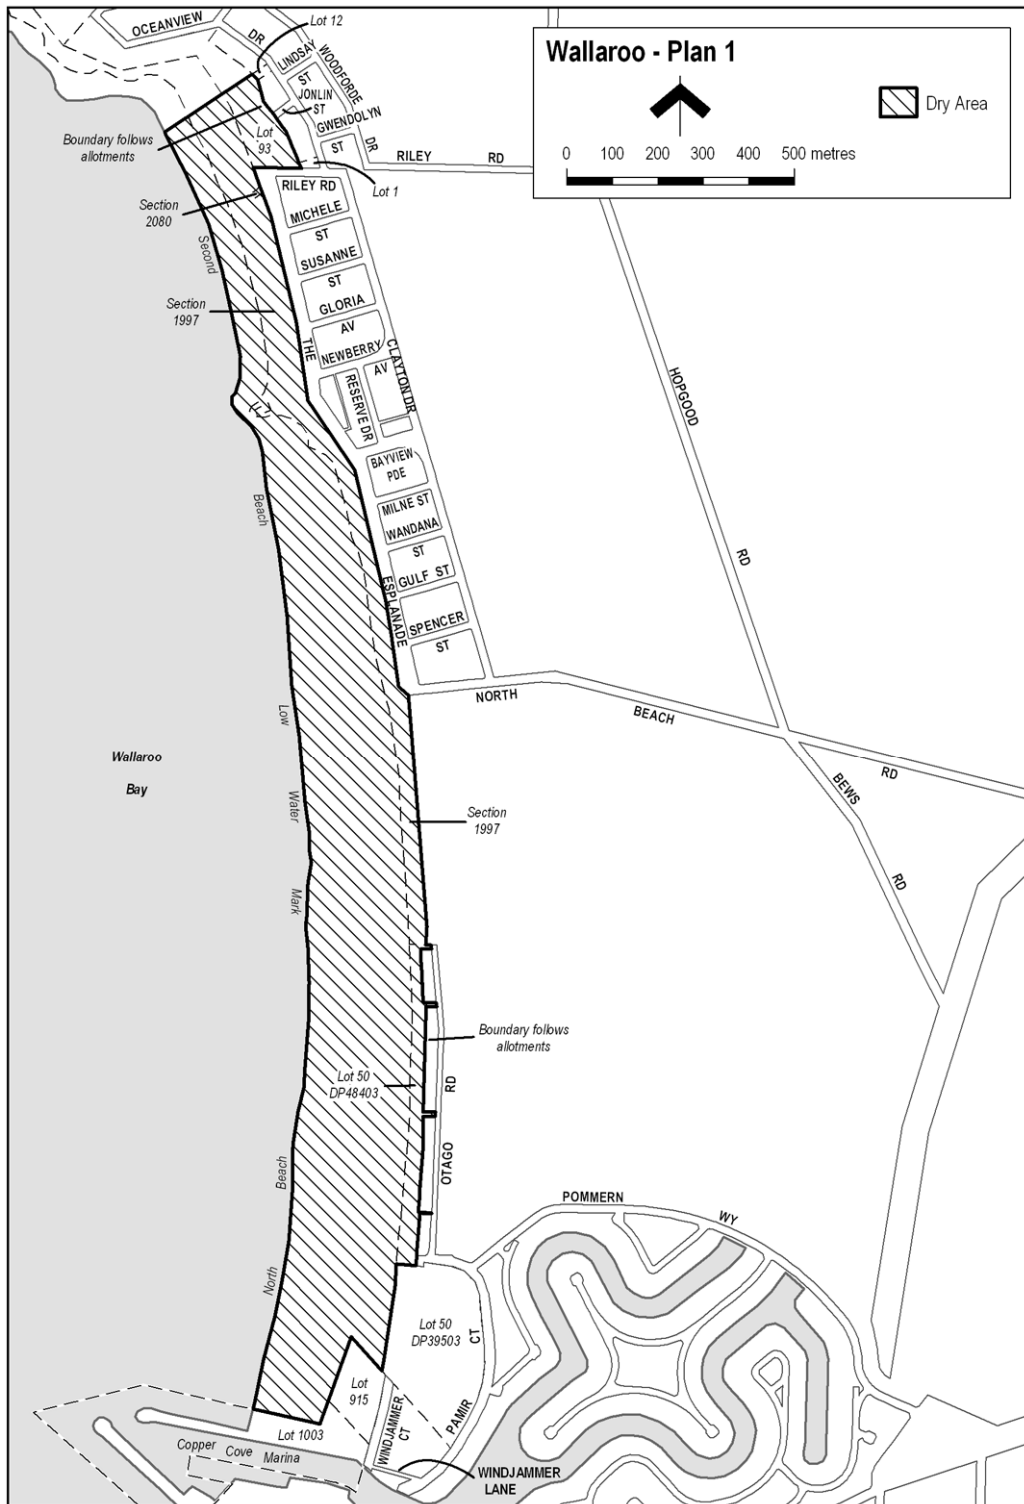 Wallaroo - Plan 1
Dry Area
0 100 200 300 400 500 metres
OCEANVIEW
DR
Lot 12
LINDSAY
ST
WOODFORDE
DR
JONLIN
ST
GWENDOLYN
ST
Boundary follows
allotments
Lot
93
RILEY RD
Lot 1
Section
2080
RILEY RD
MICHELE
ST
SUSANNE
ST
GLORIA
AV
NEWBERRY
AV
Second
Section
1997
THE
CLAYTON DR
RESERVE DR
HOPGOOD
RD
BAYVIEW
PDE
MILNE ST
WANDANA
ST
GULF ST
SPENCER
ST
ESPLANADE
Beach
NORTH
BEACH
RD
Low
Wallaroo
Bay
Water
Section
1997
BEWS
RD
Mark
Boundary follows
allotments
Lot 50
DP48403
RD
OTAGO
Beach
North
POMMERN
WY
Lot 50
DP39503
CT
PAMIR
Lot
915
WINDJAMMER
CT
Lot 1003
Copper Cove Marina
WINDJAMMER
LANE